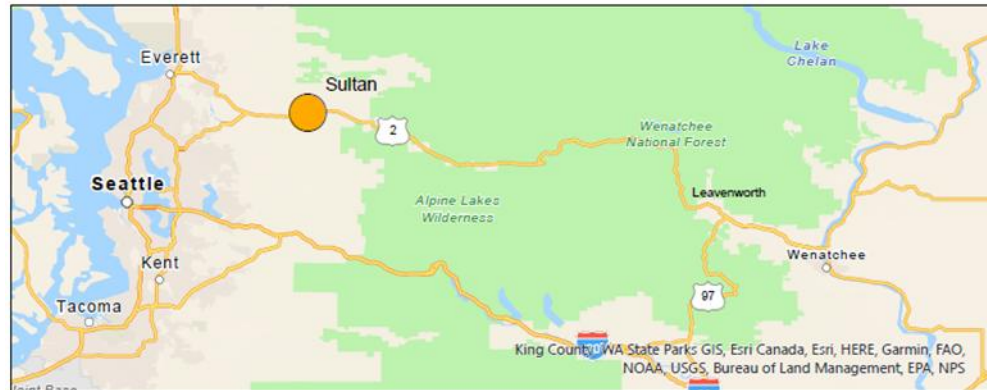 Lake
Chelan
Everett
Sultan
2
Wenatchee
National Forest
Seattle
Alpine Lakes
Wilderness
Leavenworth
Kent
Wenatchee
97
Tacoma
King County, WA State Parks GIS, Esri Canada, Esri, HERE, Garmin, FAO,
NOAA, USGS, Bureau of Land Management, EPA, NPS